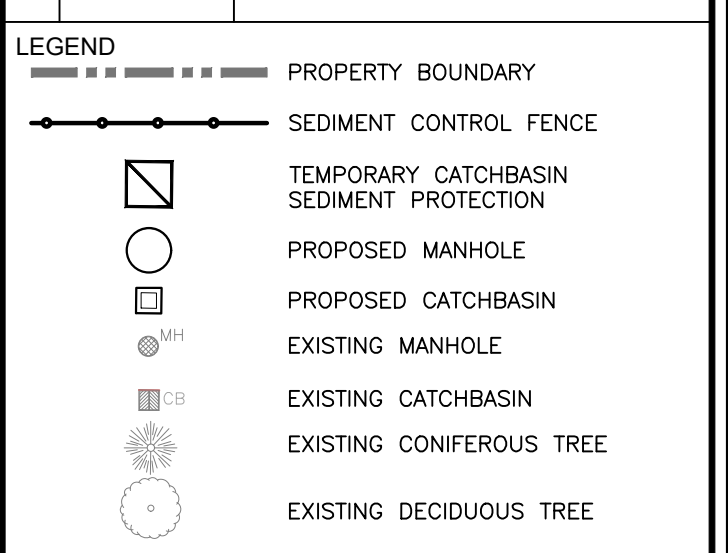 LEGEND
PROPERTY BOUNDARY
SEDIMENT CONTROL FENCE
TEMPORARY CATCHBASIN
SEDIMENT PROTECTION
PROPOSED MANHOLE
PROPOSED CATCHBASIN
MH
EXISTING MANHOLE
CB EXISTING CATCHBASIN
EXISTING CONIFEROUS TREE
EXISTING DECIDUOUS TREE